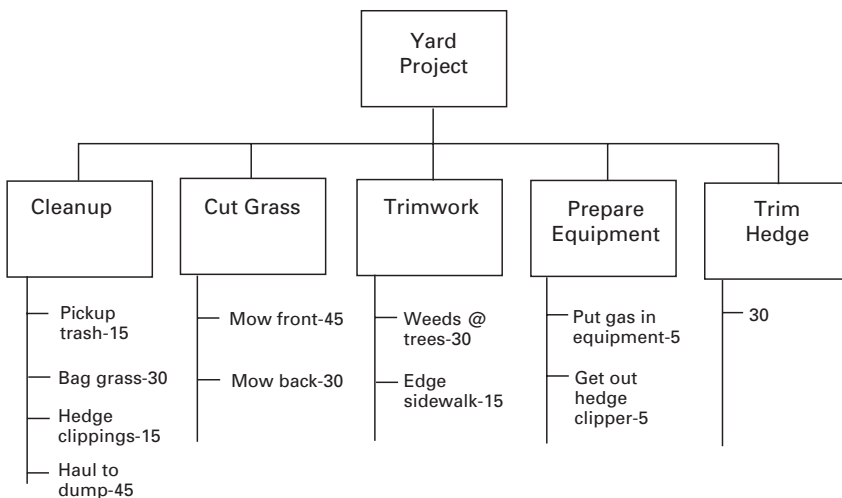 Yard
Project
Cleanup
Cut Grass
Trimwork
Prepare
Equipment
Trim
Hedge
Pickup
trash-15
Bag grass-30
Hedge
clippings-15
Haul to
dump-45
Mow front-45
Mow back-30
Weeds @
trees-30
Edge
sidewalk-15
Put gas in
equipment-5
Get out
hedge
clipper-5
30